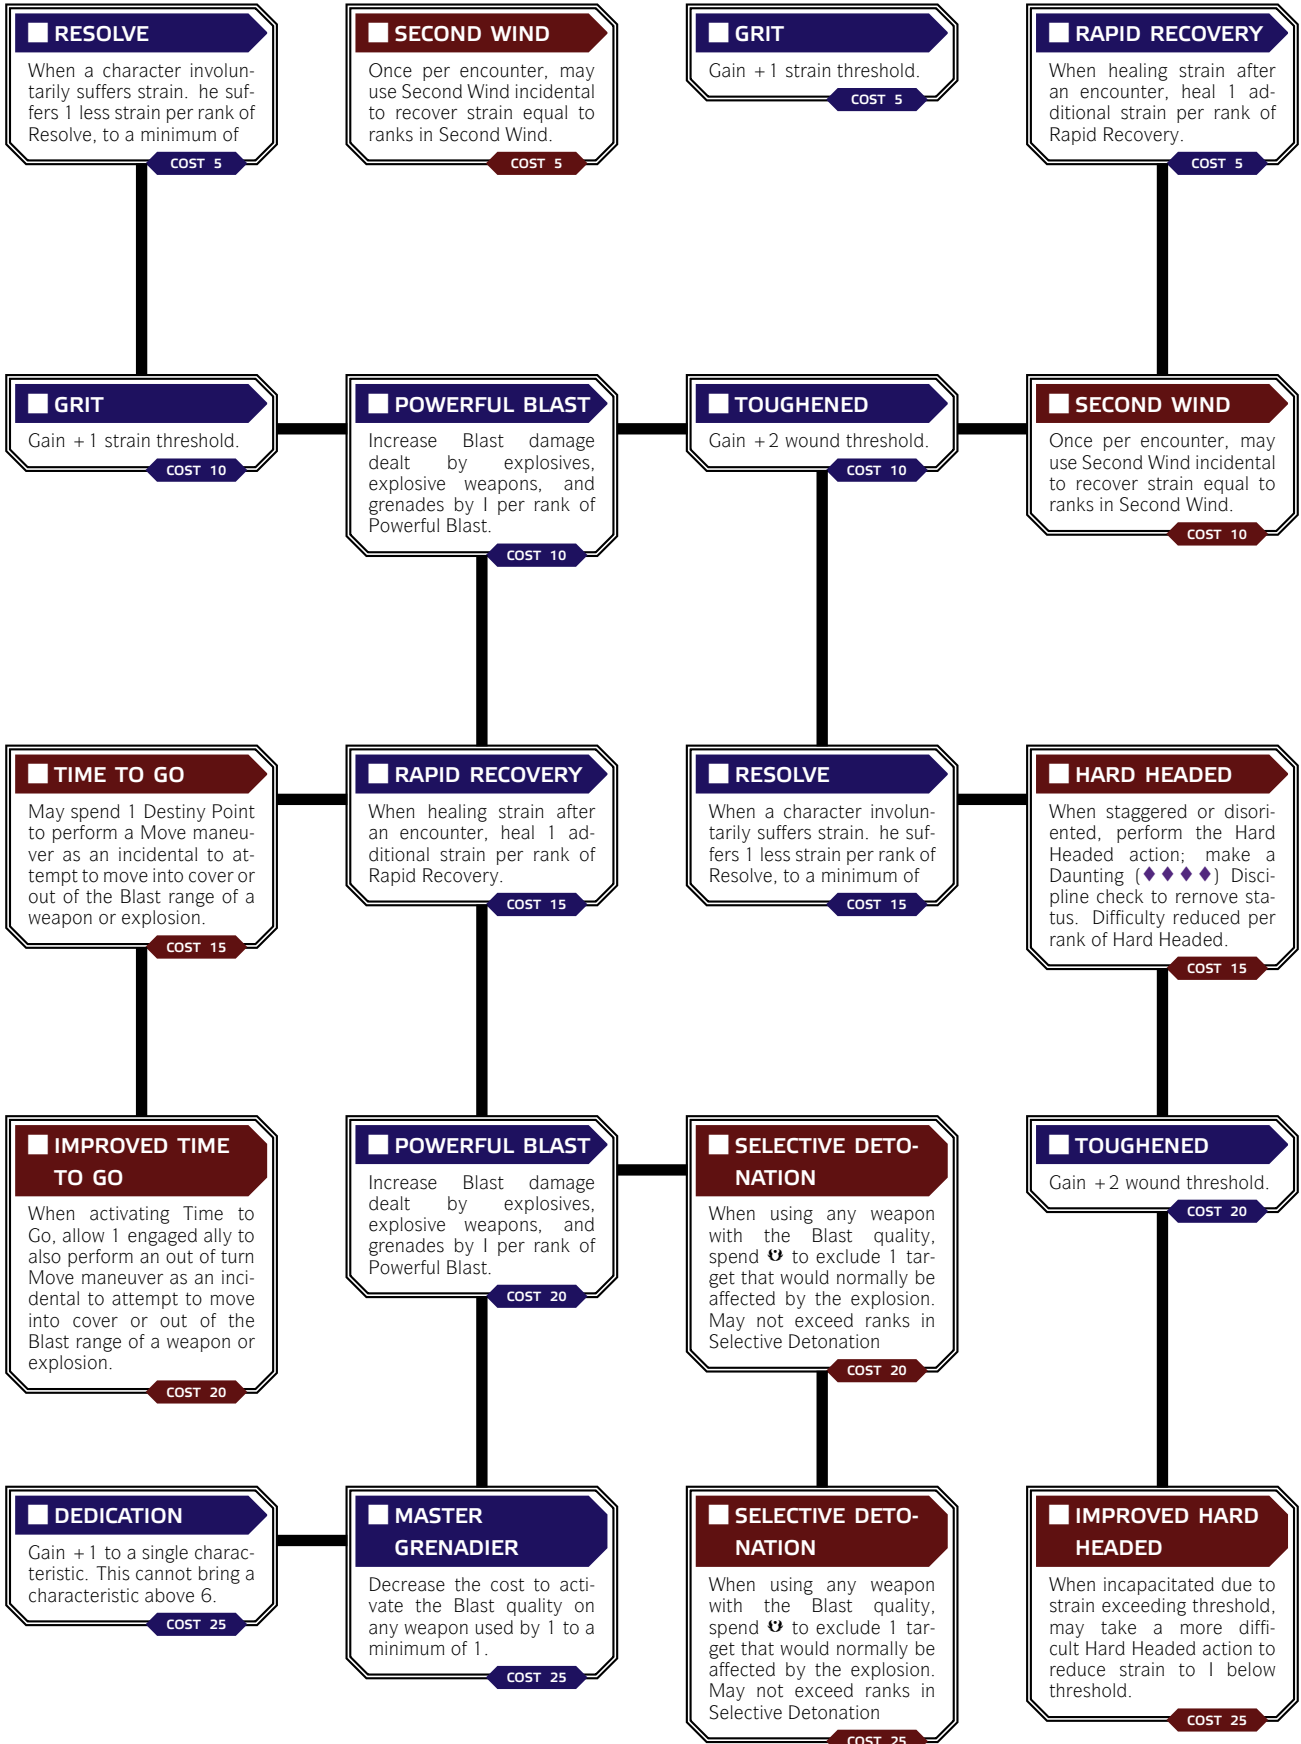 RESOLVE
When a character involun-
tarily suffers strain. he suf-
fers 1 less strain per rank of
Resolve, to a minimum of
COST 5
SECOND WIND
Once per encounter, may
use Second Wind incidental
to recover strain equal to
ranks in Second Wind.
COST 5
GRIT
Gain +1 strain threshold.
COST 5
RAPID RECOVERY
When healing strain after
an encounter, heal 1 ad-
ditional strain per rank of
Rapid Recovery.
COST 5
GRIT
Gain +1 strain threshold.
COST 10
POWERFUL BLAST
Increase Blast damage
dealt by explosives,
explosive weapons, and
grenades by I per rank of
Powerful Blast.
COST 10
TOUGHENED
Gain +2 wound threshold.
COST 10
SECOND WIND
Once per encounter, may
use Second Wind incidental
to recover strain equal to
ranks in Second Wind.
COST 10
TIME TO GO
May spend 1 Destiny Point
to perform a Move maneu-
ver as an incidental to at-
tempt to move into cover or
out of the Blast range of a
weapon or explosion.
COST 15
RAPID RECOVERY
When healing strain after
an encounter, heal 1 ad-
ditional strain per rank of
Rapid Recovery.
COST 15
RESOLVE
When a character involun-
tarily suffers strain. he suf-
fers 1 less strain per rank of
Resolve, to a minimum of
COST 15
HARD HEADED
When staggered or disori-
ented, perform the Hard
Headed action; make a
Daunting (♦♦♦♦) Disci-
pline check to rernove sta-
tus. Difficulty reduced per
rank of Hard Headed.
COST 15
IMPROVED TIME
TO GO
When activating Time to
Go, allow 1 engaged ally to
also perform an out of turn
Move maneuver as an inci-
dental to attempt to move
into cover or out of the
Blast range of a weapon or
explosion.
COST 20
POWERFUL BLAST
Increase Blast damage
dealt by explosives,
explosive weapons, and
grenades by I per rank of
Powerful Blast.
COST 20
SELECTIVE DETO-
NATION
When using any weapon
with the Blast quality,
spend to exclude 1 tar-
get that would normally be
affected by the explosion.
May not exceed ranks in
Selective Detonation
COST 20
TOUGHENED
Gain +2 wound threshold.
COST 20
DEDICATION
Gain +1 to a single charac-
teristic. This cannot bring a
characteristic above 6.
COST 25
MASTER
GRENADIER
Decrease the cost to acti-
vate the Blast quality on
any weapon used by 1 to a
minimum of 1.
COST 25
SELECTIVE DETO-
NATION
When using any weapon
with the Blast quality,
spend to exclude 1 tar-
get that would normally be
affected by the explosion.
May not exceed ranks in
Selective Detonation
COST 25
IMPROVED HARD
HEADED
When incapacitated due to
strain exceeding threshold,
may take a more diffi-
cult Hard Headed action to
reduce strain to I below
threshold.
COST 25